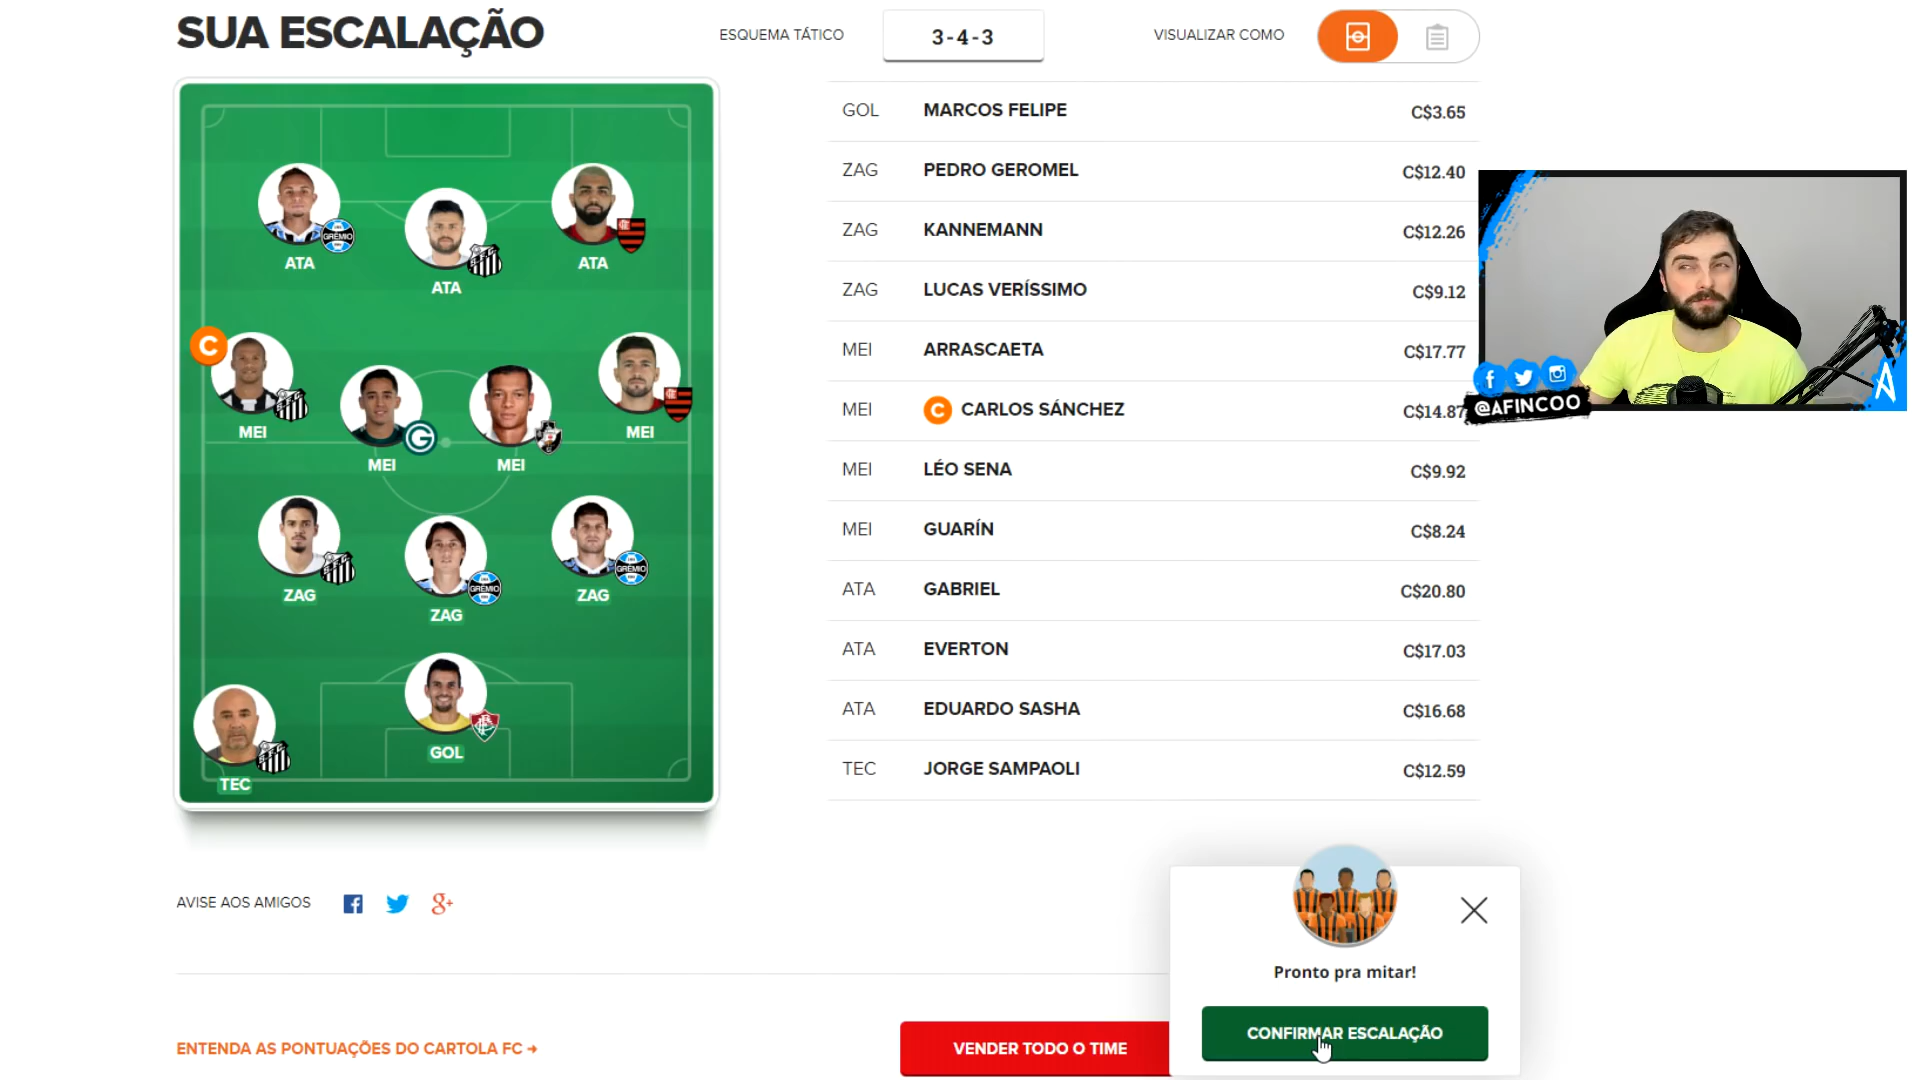 SUA ESCALAÇÃO
ESQUEMA TÁTICO
3-4-3
VISUALIZAR COMO
ATA
ATA
ATA
C
MEI
MEI
MEI
MEI
ZAG
ZAG
ZAG
GOL
TEC
GRÊMIO
G
GRÊMIO
GRÊMIO
GOL MARCOS FELIPE C$3.65
ZAG PEDRO GEROMEL C$12.40
ZAG KANNEMANN C$12.26
ZAG LUCAS VERÍSSIMO C$9.12
MEI ARRASCAETA C$17.77
MEI C CARLOS SÁNCHEZ C$14.87
MEI LÉO SENA C$9.92
MEI GUARÍN C$8.24
ATA GABRIEL C$20.80
ATA EVERTON C$17.03
ATA EDUARDO SASHA C$16.68
TEC JORGE SAMPAOLI C$12.59
@AFINCOO
A
AVISE AOS AMIGOS
Pronto pra mitar!
CONFIRMAR ESCALAÇÃO
VENDER TODO O TIME
ENTENDA AS PONTUAÇÕES DO CARTOLA FC